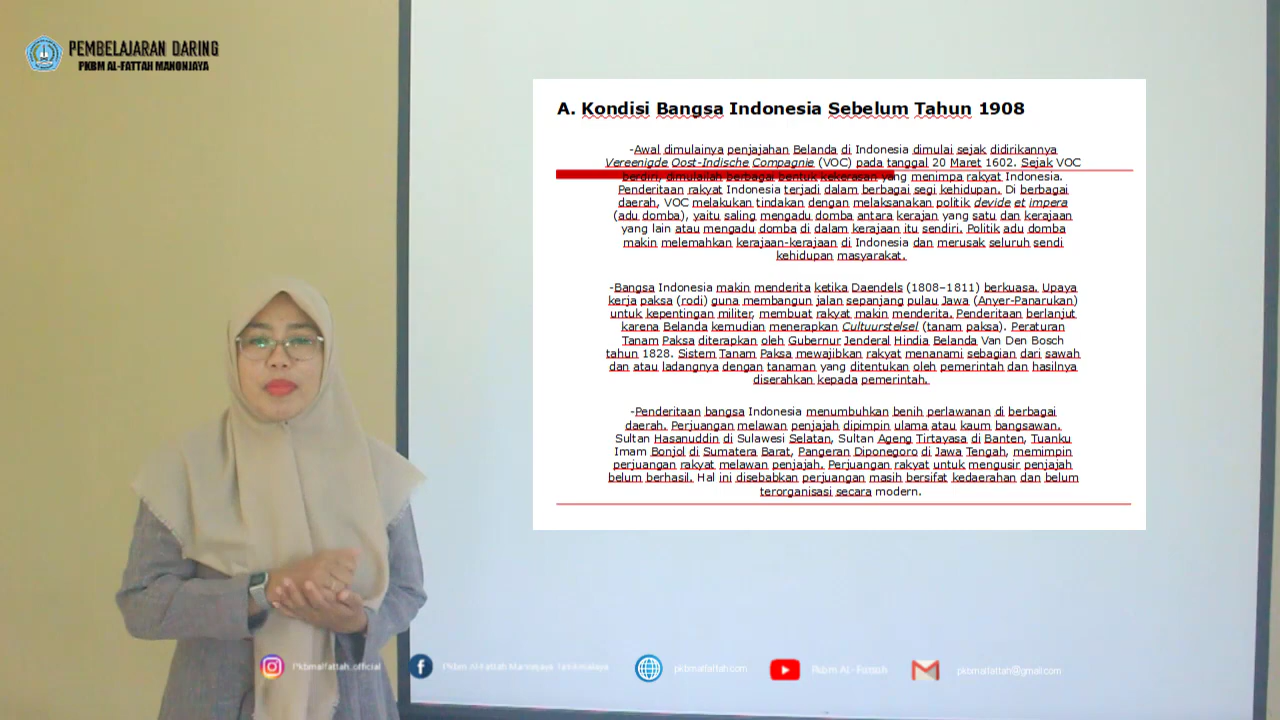 PEMBELAJARAN DARING
PKBM AL-FATTAH MANONJAYA
A. Kondisi Bangsa Indonesia Sebelum Tahun 1908
-Awal dimulainya penjajahan Belanda di Indonesia dimulai sejak didirikannya
Vereenigde Oost-Indische Compagnie (VOC) pada tanggal 20 Maret 1602. Sejak VOC
berdiri, dimulailah berbagai bentuk kekerasan yang menimpa rakyat Indonesia.
Penderitaan rakyat Indonesia terjadi dalam berbagai segi kehidupan. Di berbagai
daerah, VOC melakukan tindakan dengan melaksanakan politik devide et impera
(adu domba), yaitu saling mengadu domba antara kerajan yang satu dan kerajaan
yang lain atau mengadu domba di dalam kerajaan itu sendiri. Politik adu domba
makin melemahkan kerajaan-kerajaan di Indonesia dan merusak seluruh sendi
kehidupan masyarakat.
-Bangsa Indonesia makin menderita ketika Daendels (1808–1811) berkuasa. Upaya
kerja paksa (rodi) guna membangun jalan sepanjang pulau Jawa (Anyer-Panarukan)
untuk kepentingan militer, membuat rakyat makin menderita. Penderitaan berlanjut
karena Belanda kemudian menerapkan Cultuurstelsel (tanam paksa). Peraturan
Tanam Paksa diterapkan oleh Gubernur Jenderal Hindia Belanda Van Den Bosch
tahun 1828. Sistem Tanam Paksa mewajibkan rakyat menanami sebagian dari sawah
dan atau ladangnya dengan tanaman yang ditentukan oleh pemerintah dan hasilnya
diserahkan kepada pemerintah.
-Penderitaan bangsa Indonesia menumbuhkan benih perlawanan di berbagai
daerah. Perjuangan melawan penjajah dipimpin ulama atau kaum bangsawan.
Sultan Hasanuddin di Sulawesi Selatan, Sultan Ageng Tirtayasa di Banten, Tuanku
Imam Bonjol di Sumatera Barat, Pangeran Diponegoro di Jawa Tengah, memimpin
perjuangan rakyat melawan penjajah. Perjuangan rakyat untuk mengusir penjajah
belum berhasil. Hal ini disebabkan perjuangan masih bersifat kedaerahan dan belum
terorganisasi secara modern.
Pkbmalfattah_official
Pkbm Al-Fattah Manonjaya Tasikmalaya
pkbmalfattah.com
Pkbm AL-Fattah
pkbmalfattah@gmail.com